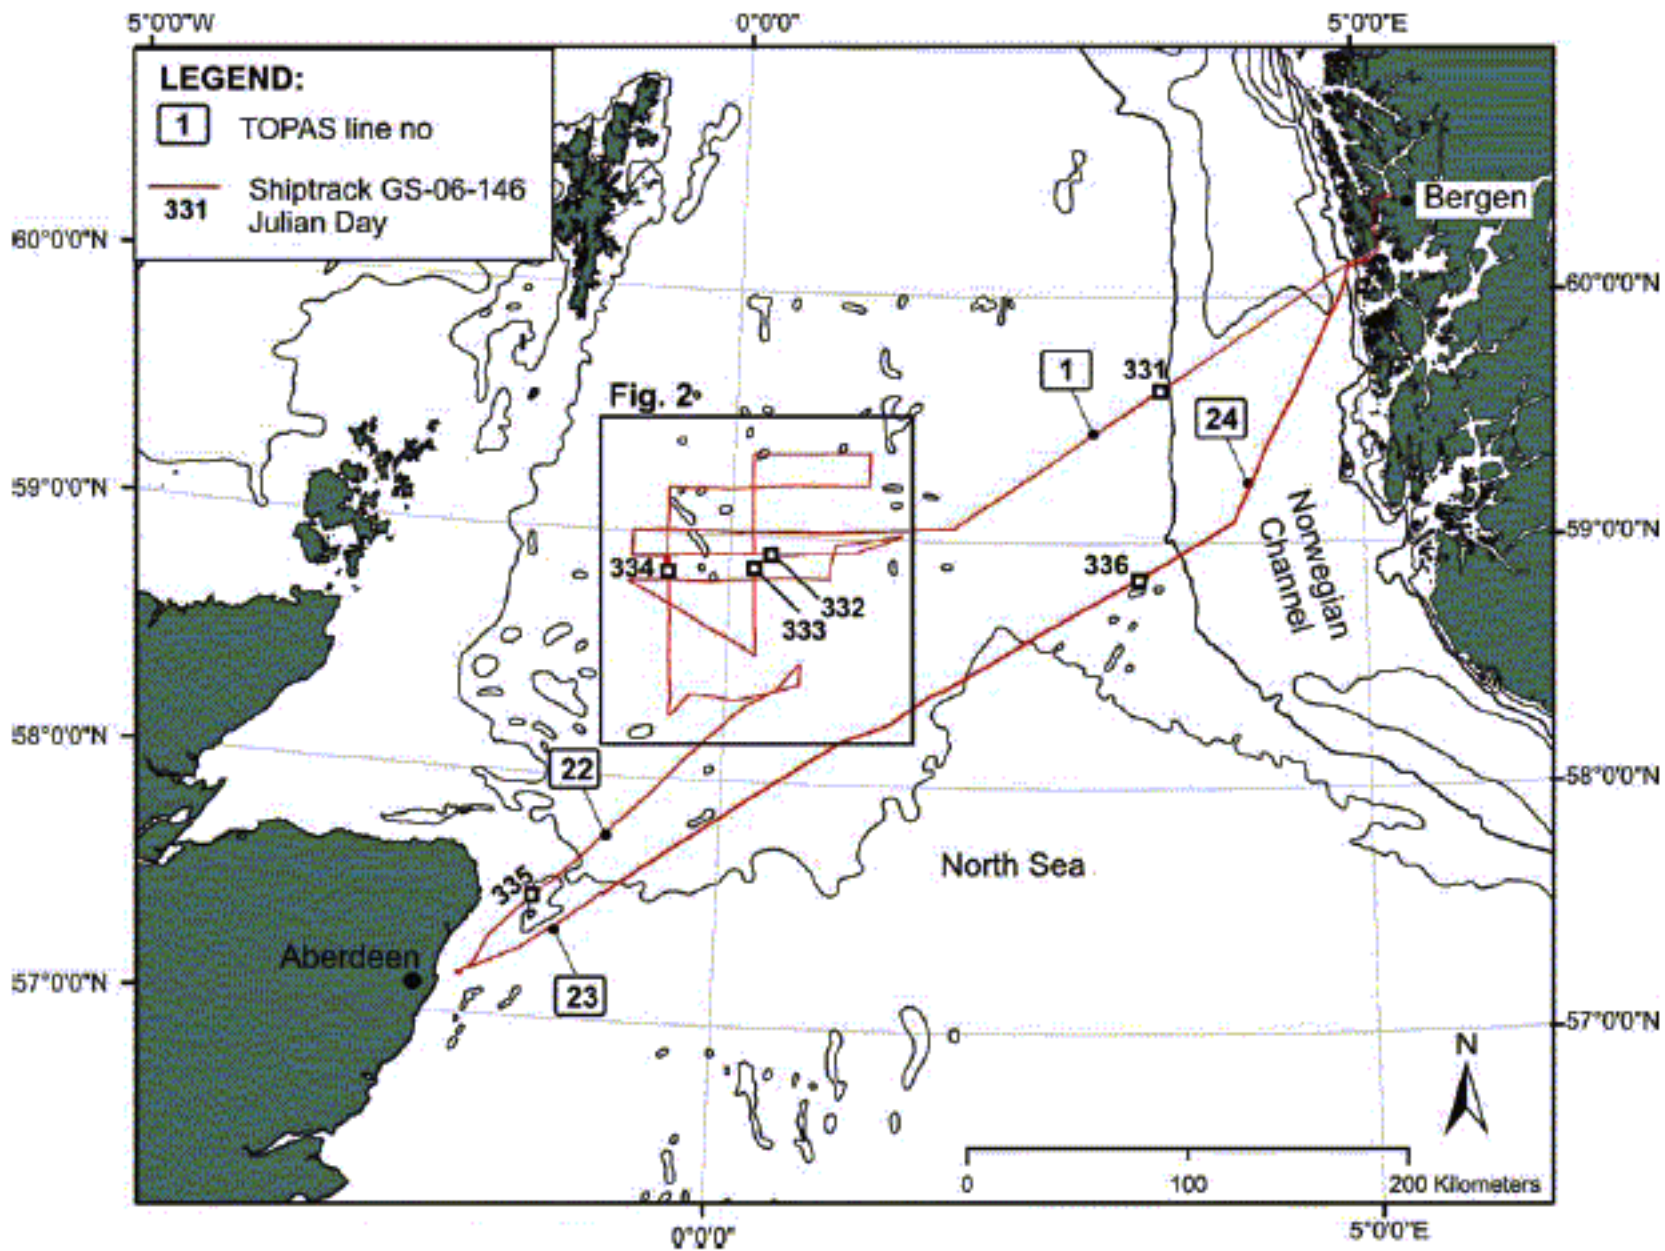 5°0'0"W 0°0'0" 5°0'0"E
LEGEND:
1 TOPAS line no
Shiptrack GS-06-146
331 Julian Day
Bergen
60°0'0"N
60°0'0"N
1
331
Fig. 2
24
59°0'0"N
59°0'0"N
Norwegian
Channel
334
336
332
333
58°0'0"N
58°0'0"N
22
North Sea
335
Aberdeen
57°0'0"N
23
57°0'0"N
N
0 100 200 Kilometers
0°0'0" 5°0'0"E